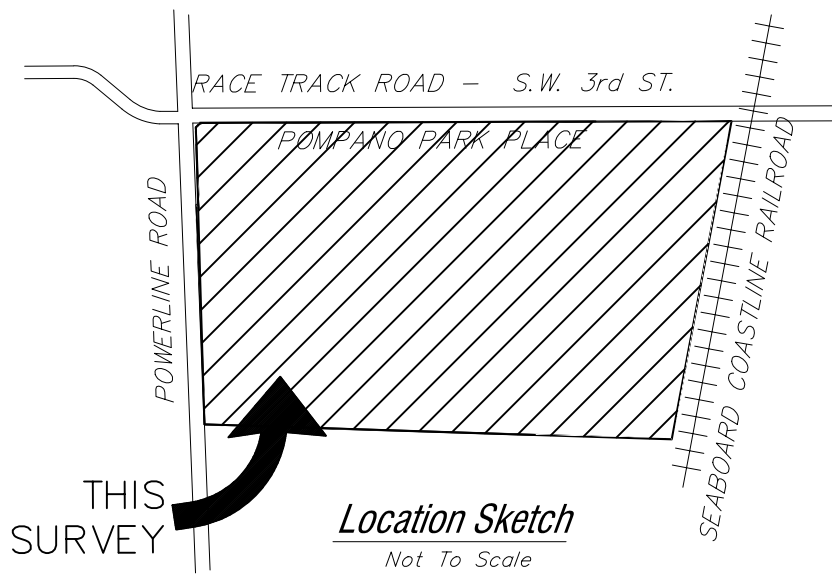 RACE TRACK ROAD - S.W. 3rd ST.
POMPANO PARK PLACE
POWERLINE ROAD
SEABOARD COASTLINE RAILROAD
THIS
SURVEY
Location Sketch
Not To Scale